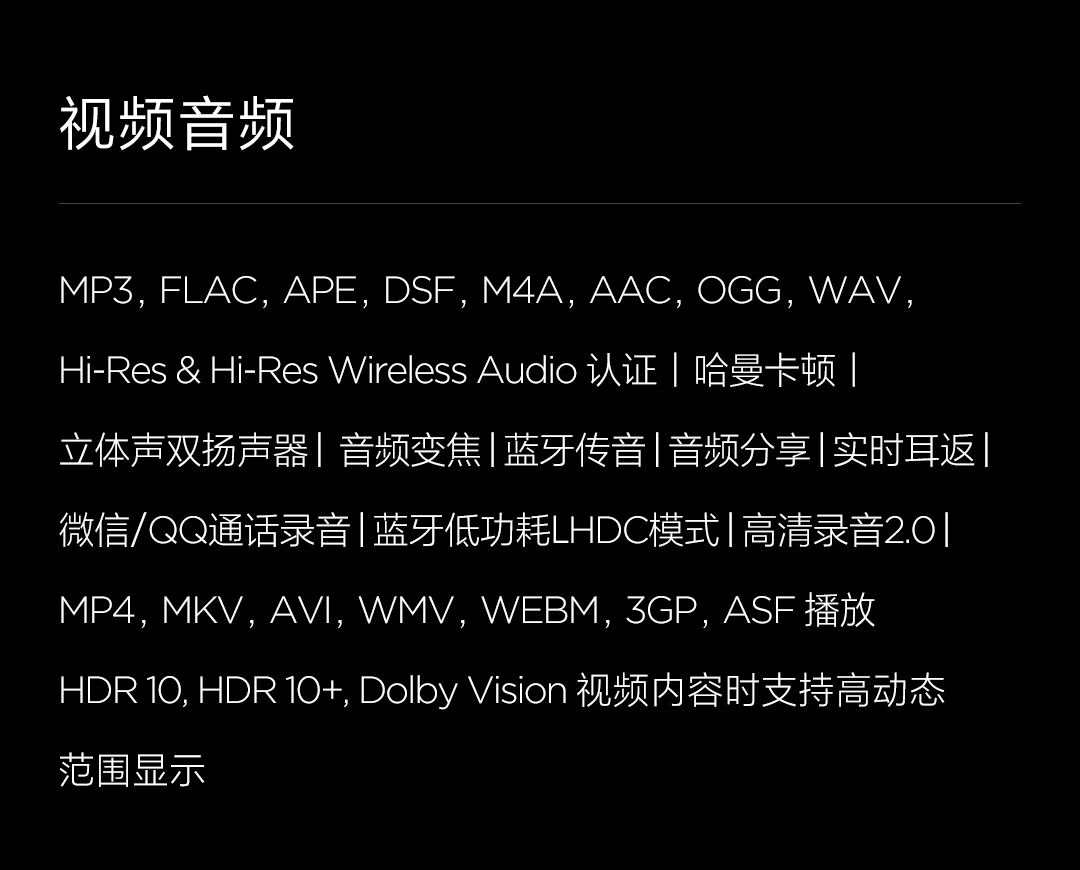 视频音频
MP3, FLAC, APE, DSF, M4A, AAC, OGG, WAV,
Hi-Res & Hi-Res Wireless Audio 认证 | 哈曼卡顿 |
立体声双扬声器 | 音频变焦 | 蓝牙传音 | 音频分享 | 实时耳返 |
微信/QQ通话录音 | 蓝牙低功耗LHDC模式 | 高清录音2.0 |
MP4, MKV, AVI, WMV, WEBM, 3GP, ASF 播放
HDR 10, HDR 10+, Dolby Vision 视频内容时支持高动态
范围显示